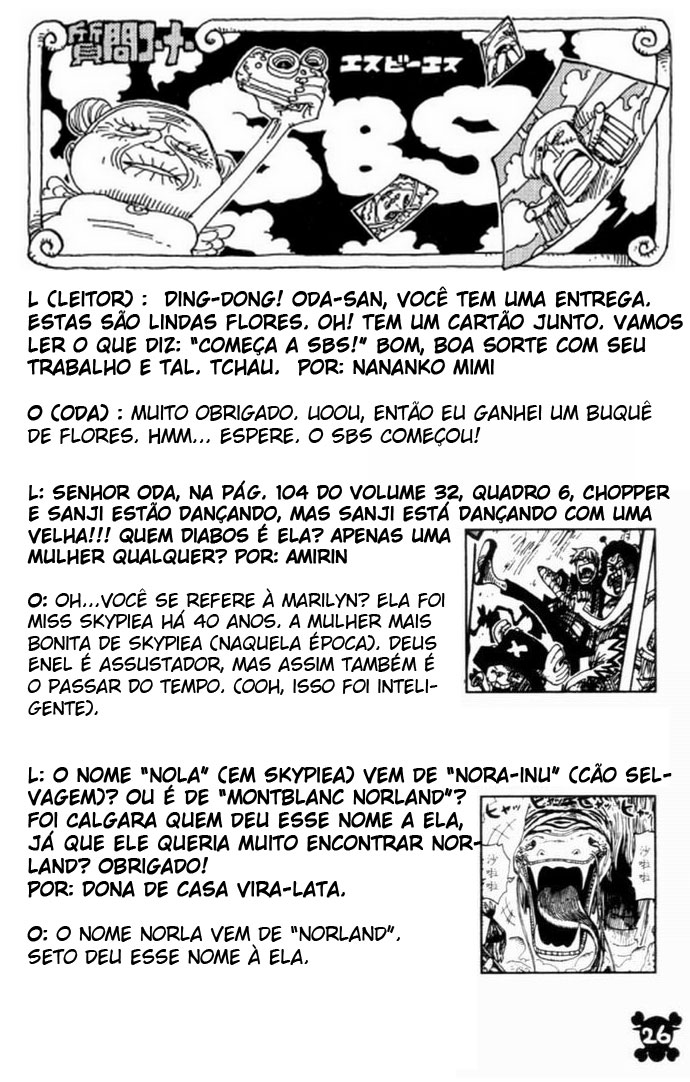 質問コーナー
エスビーエス
SBS
L (LEITOR) : DING-DONG! ODA-SAN, VOCÊ TEM UMA ENTREGA.
ESTAS SÃO LINDAS FLORES. OH! TEM UM CARTÃO JUNTO. VAMOS
LER O QUE DIZ: "COMEÇA A SBS!" BOM, BOA SORTE COM SEU
TRABALHO E TAL. TCHAU. POR: NANANKO MIMI
O (ODA) : MUITO OBRIGADO. UOOU, ENTÃO EU GANHEI UM BUQUÊ
DE FLORES. HMM... ESPERE. O SBS COMEÇOU!
L: SENHOR ODA, NA PÁG. 104 DO VOLUME 32, QUADRO 6, CHOPPER
E SANJI ESTÃO DANÇANDO, MAS SANJI ESTÁ DANÇANDO COM UMA
VELHA!!! QUEM DIABOS É ELA? APENAS UMA
MULHER QUALQUER? POR: AMIRIN
O: OH...VOCÊ SE REFERE À MARILYN? ELA FOI
MISS SKYPIEA HÁ 40 ANOS. A MULHER MAIS
BONITA DE SKYPIEA (NAQUELA ÉPOCA). DEUS
ENEL É ASSUSTADOR, MAS ASSIM TAMBÉM É
O PASSAR DO TEMPO. (OOH, ISSO FOI INTELI-
GENTE).
L: O NOME "NOLA" (EM SKYPIEA) VEM DE "NORA-INU" (CÃO SEL-
VAGEM)? OU É DE "MONTBLANC NORLAND"?
FOI CALGARA QUEM DEU ESSE NOME A ELA,
JÁ QUE ELE QUERIA MUITO ENCONTRAR NOR-
LAND? OBRIGADO!
POR: DONA DE CASA VIRA-LATA.
O: O NOME NORLA VEM DE "NORLAND".
SETO DEU ESSE NOME À ELA.
26